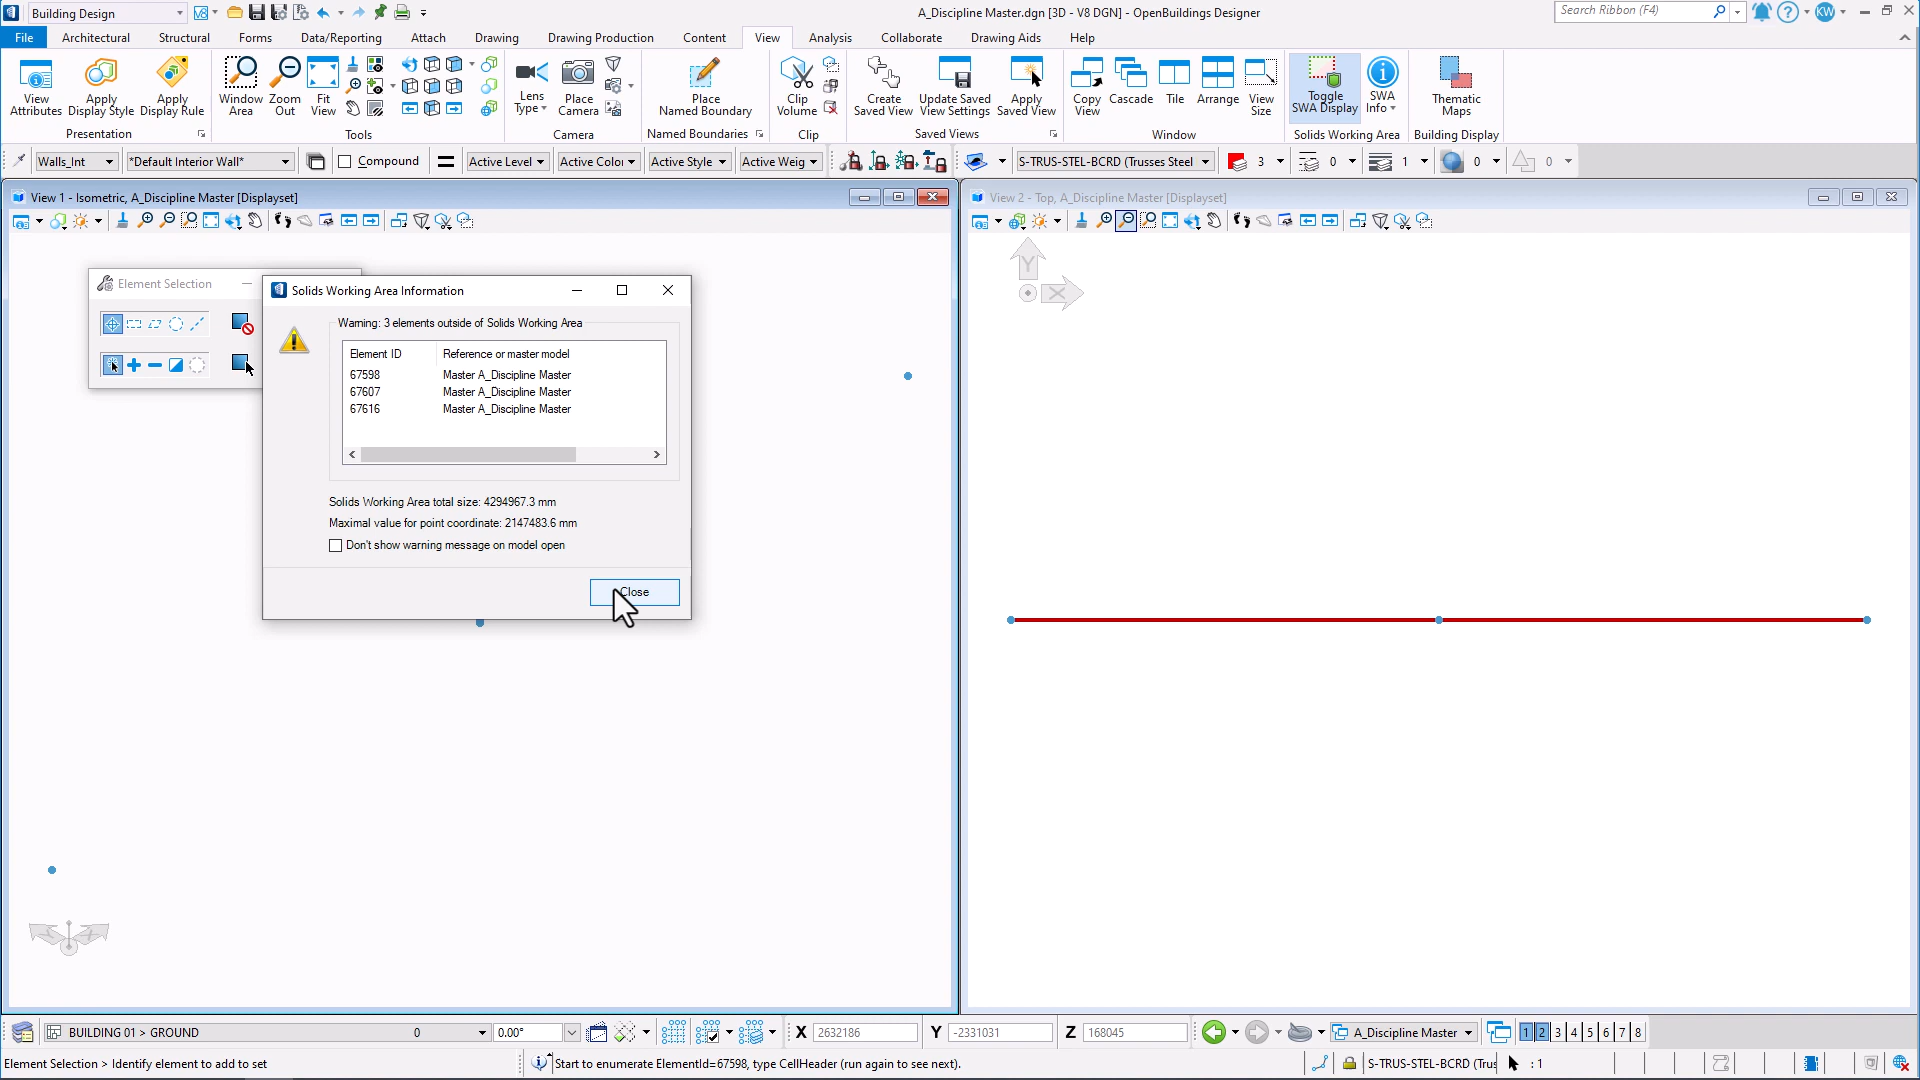 Building Design
A_Discipline Master.dgn [3D - V8 DGN] - OpenBuildings Designer
Search Ribbon (F4)
KW
File Architectural Structural Forms Data/Reporting Attach Drawing Drawing Production Content View Analysis Collaborate Drawing Aids Help
View Attributes
Apply Display Style
Apply Display Rule
Presentation
Window Area
Zoom Out
Fit View
Tools
Lens Type
Place Camera
Camera
Place Named Boundary
Named Boundaries
Clip Volume
Clip
Create Saved View
Update Saved View Settings
Apply Saved View
Saved Views
Copy View
Cascade
Tile
Arrange
View Size
Window
Toggle SWA Display
SWA Info
Solids Working Area
Thematic Maps
Building Display
Walls_Int *Default Interior Wall* Compound Active Level Active Color Active Style Active Weig S-TRUS-STEL-BCRD (Trusses Steel 3 0 1 0 0
View 1 - Isometric, A_Discipline Master [Displayset]
View 2 - Top, A_Discipline Master [Displayset]
Y
X
Element Selection
Solids Working Area Information
Warning: 3 elements outside of Solids Working Area
Element ID Reference or master model
67598 Master A_Discipline Master
67607 Master A_Discipline Master
67616 Master A_Discipline Master
Solids Working Area total size: 4294967.3 mm
Maximal value for point coordinate: 2147483.6 mm
Don't show warning message on model open
Close
BUILDING 01 > GROUND 0 0.00° X 2632186 Y -2331031 Z 168045 A_Discipline Master 1 2 3 4 5 6 7 8
Element Selection > Identify element to add to set
Start to enumerate ElementId=67598, type CellHeader (run again to see next).
S-TRUS-STEL-BCRD (Trus : 1